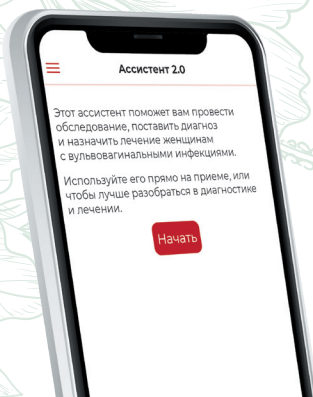 Ассистент 2.0
Этот ассистент поможет вам провести
обследование, поставить диагноз
и назначить лечение женщинам
с вульвовагинальными инфекциями.
Используйте его прямо на приеме, или
чтобы лучше разобраться в диагностике
и лечении.
Начать